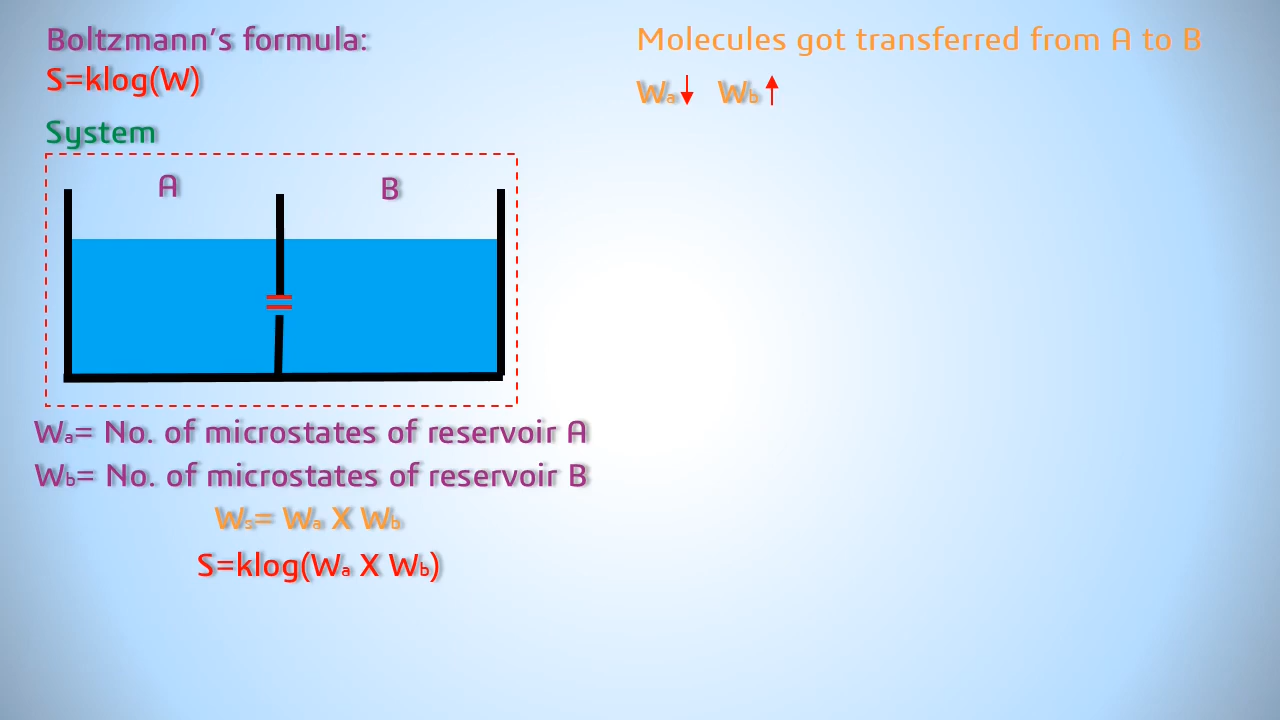 Boltzmann's formula:
S=klog(W)
System
A B
Wa= No. of microstates of reservoir A
Wb= No. of microstates of reservoir B
Ws= Wa X Wb
S=klog(Wa X Wb)
Molecules got transferred from A to B
Wa↓ Wb↑